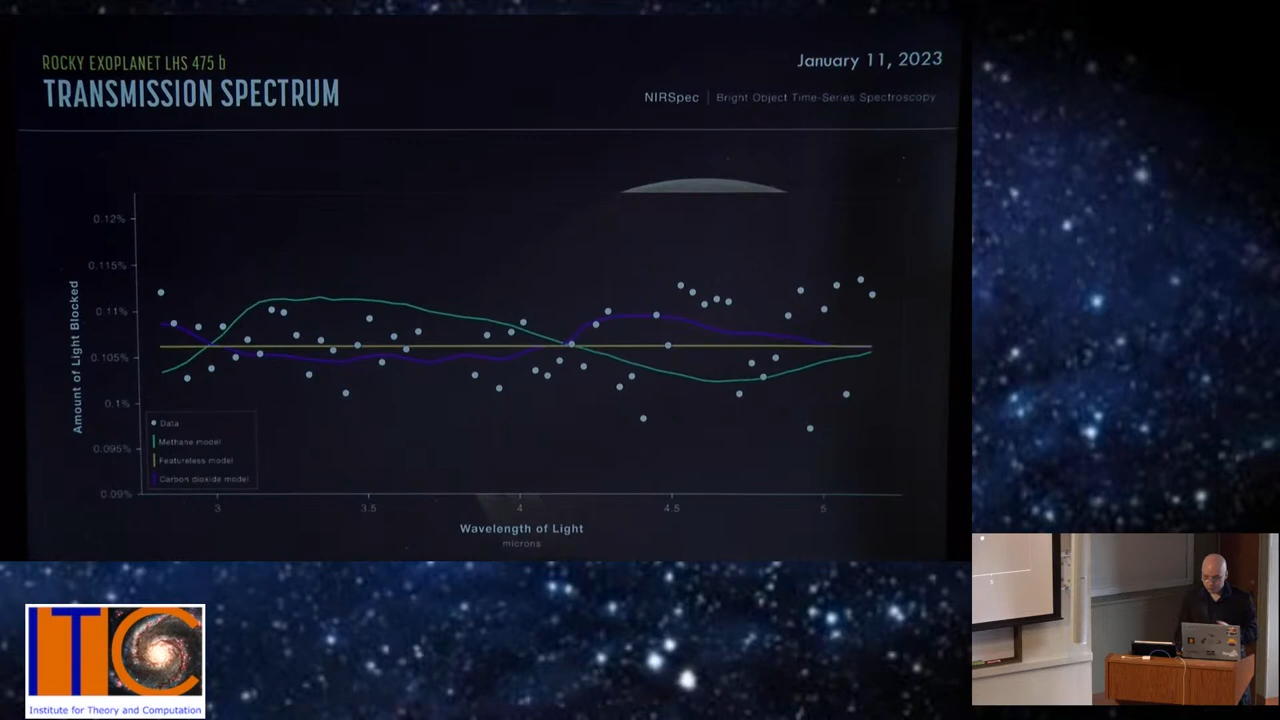 ROCKY EXOPLANET LHS 475 b
TRANSMISSION SPECTRUM
January 11, 2023
NIRSpec | Bright Object Time-Series Spectroscopy
Amount of Light Blocked
0.12%
0.115%
0.11%
0.105%
0.1%
0.095%
0.09%
Data
Methane model
Featureless model
Carbon dioxide model
3 3.5 4 4.5 5
Wavelength of Light
microns
ITC
Institute for Theory and Computation
5